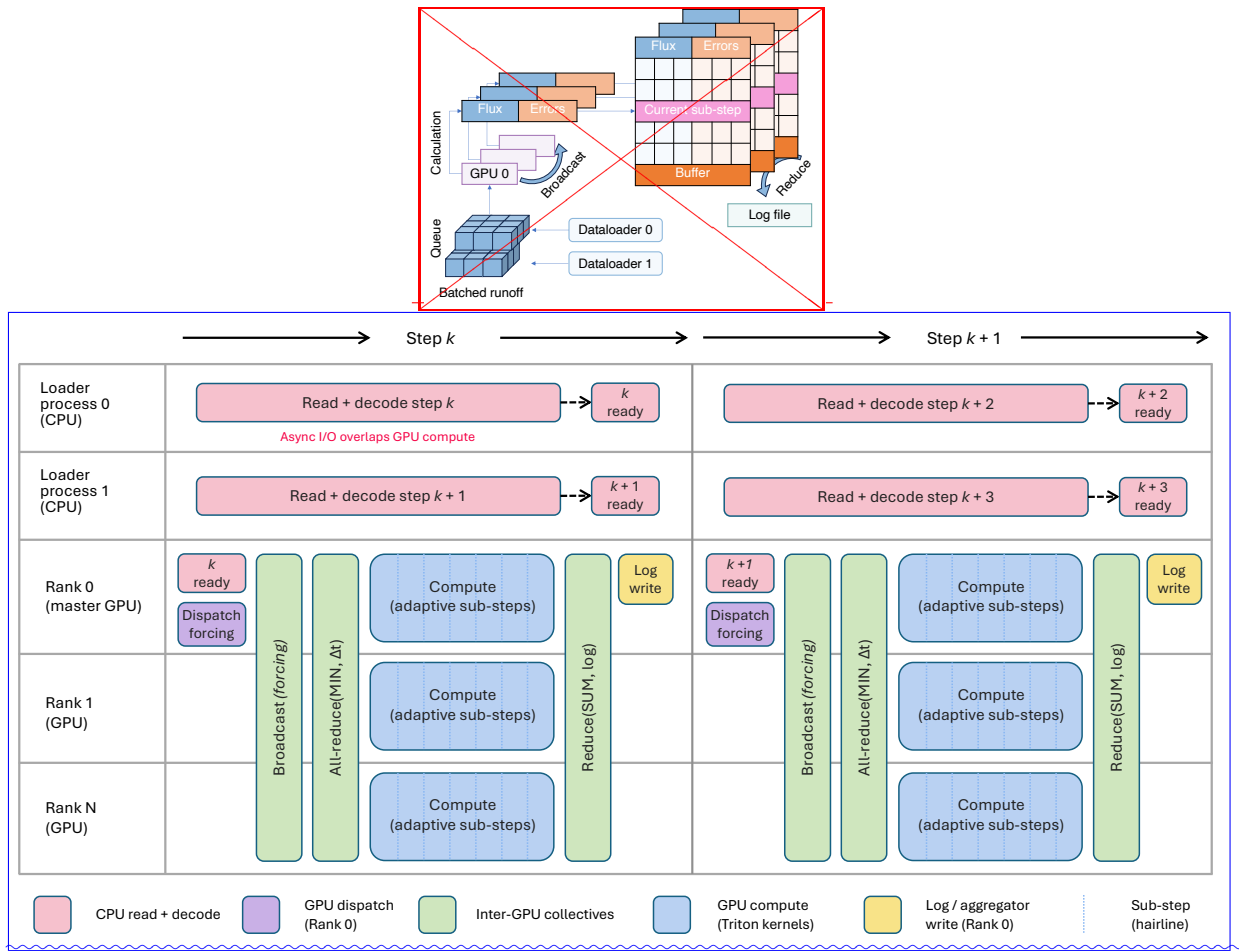 Flux Errors
Flux Errors
Current sub-step
Buffer
Calculation
GPU 0
Broadcast
Reduce
Log file
Queue
Dataloader 0
Dataloader 1
Batched runoff
Step k
Step k + 1
Loader
process 0
(CPU)
Read + decode step k
k
ready
Read + decode step k + 2
k + 2
ready
Async I/O overlaps GPU compute
Loader
process 1
(CPU)
Read + decode step k + 1
k + 1
ready
Read + decode step k + 3
k + 3
ready
Rank 0
(master GPU)
k
ready
Dispatch
forcing
Broadcast (forcing)
All-reduce(MIN, Δt)
Compute
(adaptive sub-steps)
Reduce(SUM, log)
Log
write
k+1
ready
Dispatch
forcing
Broadcast (forcing)
All-reduce(MIN, Δt)
Compute
(adaptive sub-steps)
Reduce(SUM, log)
Log
write
Rank 1
(GPU)
Compute
(adaptive sub-steps)
Compute
(adaptive sub-steps)
Rank N
(GPU)
Compute
(adaptive sub-steps)
Compute
(adaptive sub-steps)
CPU read + decode
GPU dispatch
(Rank 0)
Inter-GPU collectives
GPU compute
(Triton kernels)
Log / aggregator
write (Rank 0)
Sub-step
(hairline)